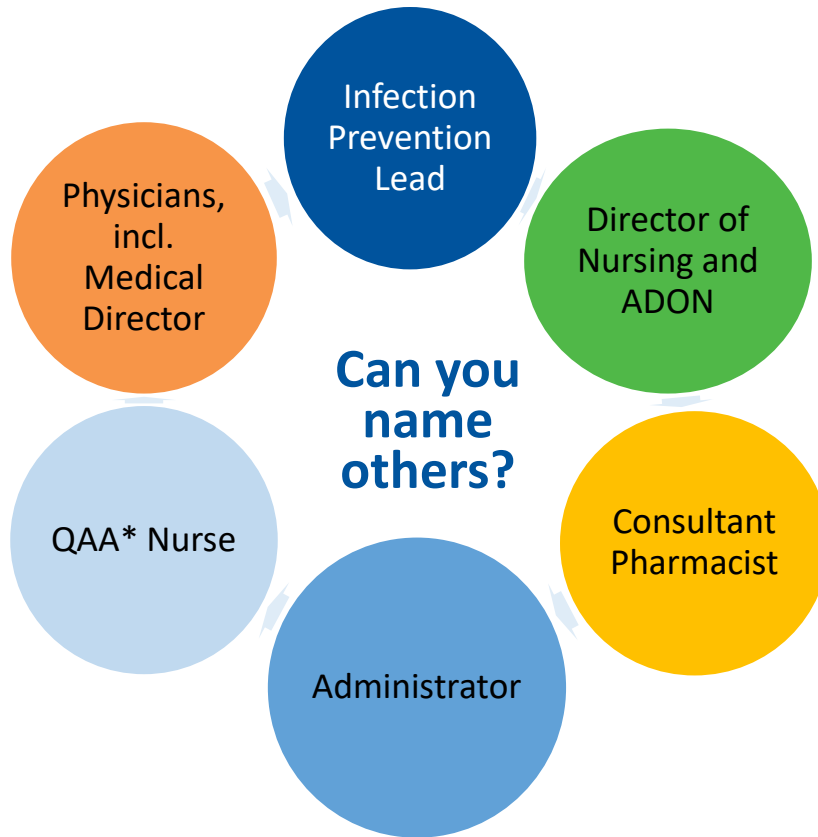 Infection
Prevention
Lead
Director of
Nursing and
ADON
Consultant
Pharmacist
Administrator
QAA* Nurse
Physicians,
incl.
Medical
Director
Can you
name
others?